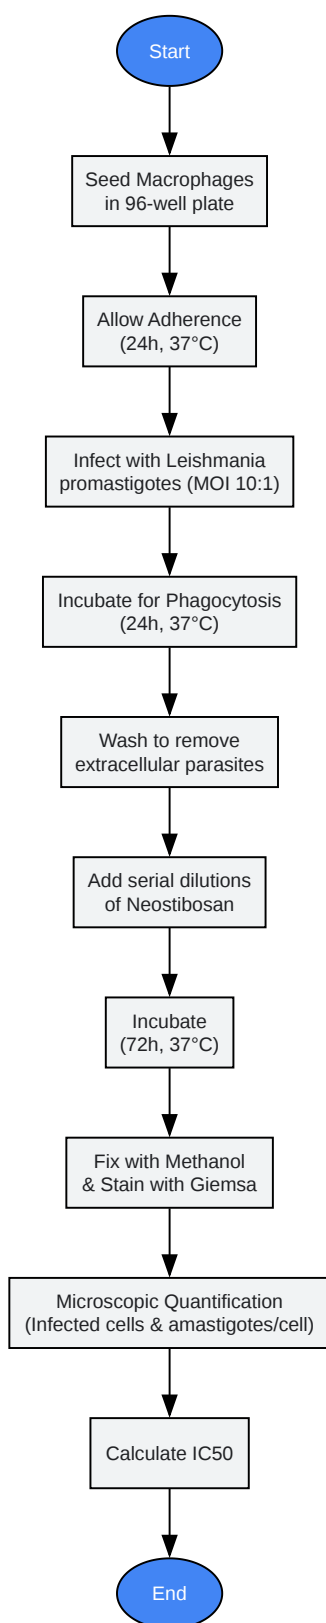 Start
Seed Macrophages
in 96-well plate
Allow Adherence
(24h, 37°C)
Infect with Leishmania
promastigotes (MOI 10:1)
Incubate for Phagocytosis
(24h, 37°C)
Wash to remove
extracellular parasites
Add serial dilutions
of Neostibosan
Incubate
(72h, 37°C)
Fix with Methanol
& Stain with Giemsa
Microscopic Quantification
(Infected cells & amastigotes/cell)
Calculate IC50
End